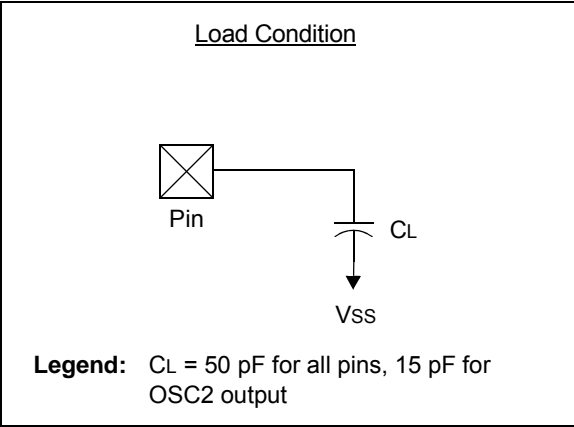 Load Condition
Pin
CL
VSS
Legend: CL = 50 pF for all pins, 15 pF for
OSC2 output